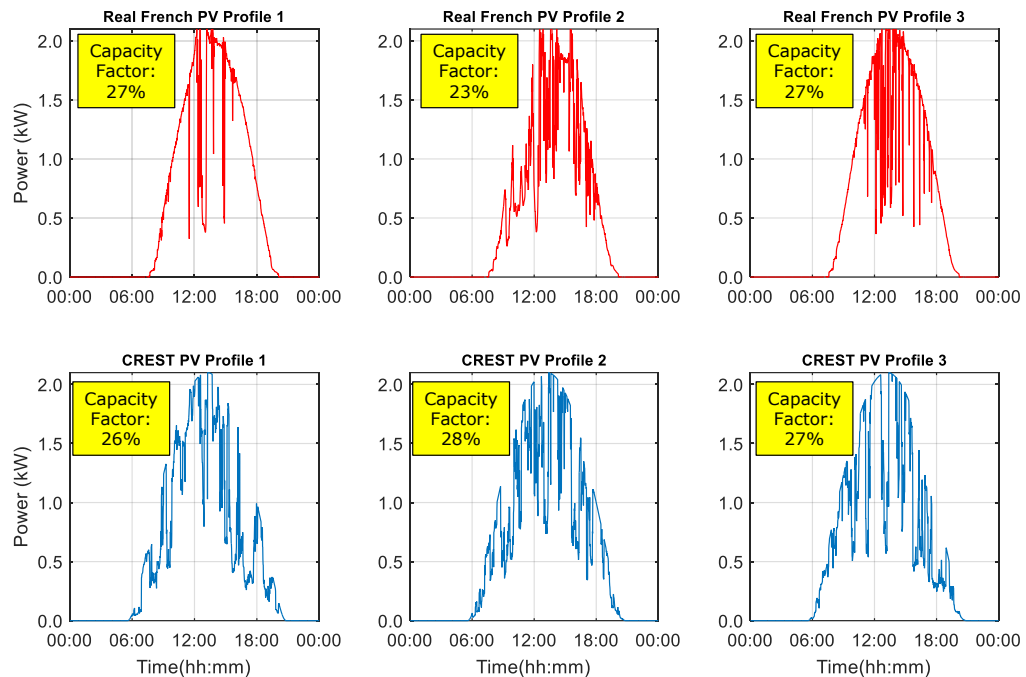 Real French PV Profile 1
Capacity
Factor:
27%
Power (kW)
2.0
1.5
1.0
0.5
0.0
00:00 06:00 12:00 18:00 00:00
Real French PV Profile 2
Capacity
Factor:
23%
2.0
1.5
1.0
0.5
0.0
00:00 06:00 12:00 18:00 00:00
Real French PV Profile 3
Capacity
Factor:
27%
2.0
1.5
1.0
0.5
0.0
00:00 06:00 12:00 18:00 00:00
CREST PV Profile 1
Capacity
Factor:
26%
Power (kW)
2.0
1.5
1.0
0.5
0.0
00:00 06:00 12:00 18:00 00:00
Time(hh:mm)
CREST PV Profile 2
Capacity
Factor:
28%
2.0
1.5
1.0
0.5
0.0
00:00 06:00 12:00 18:00 00:00
Time(hh:mm)
CREST PV Profile 3
Capacity
Factor:
27%
2.0
1.5
1.0
0.5
0.0
00:00 06:00 12:00 18:00 00:00
Time(hh:mm)